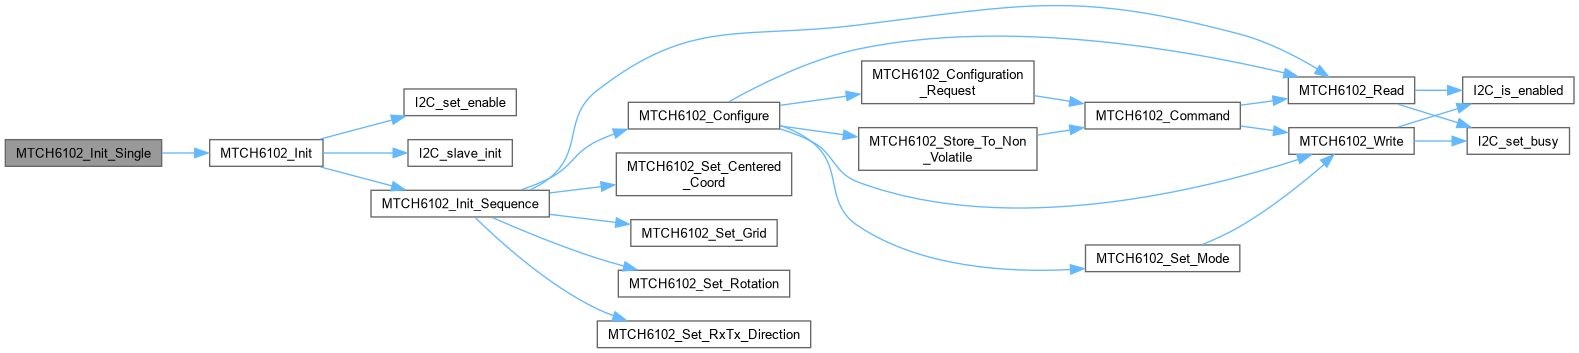 MTCH6102_Init_Single
MTCH6102_Init
I2C_set_enable
I2C_slave_init
MTCH6102_Init_Sequence
MTCH6102_Configure
MTCH6102_Set_Centered
_Coord
MTCH6102_Set_Grid
MTCH6102_Set_Rotation
MTCH6102_Set_RxTx_Direction
MTCH6102_Configuration
_Request
MTCH6102_Store_To_Non
_Volatile
MTCH6102_Command
MTCH6102_Set_Mode
MTCH6102_Read
MTCH6102_Write
I2C_is_enabled
I2C_set_busy